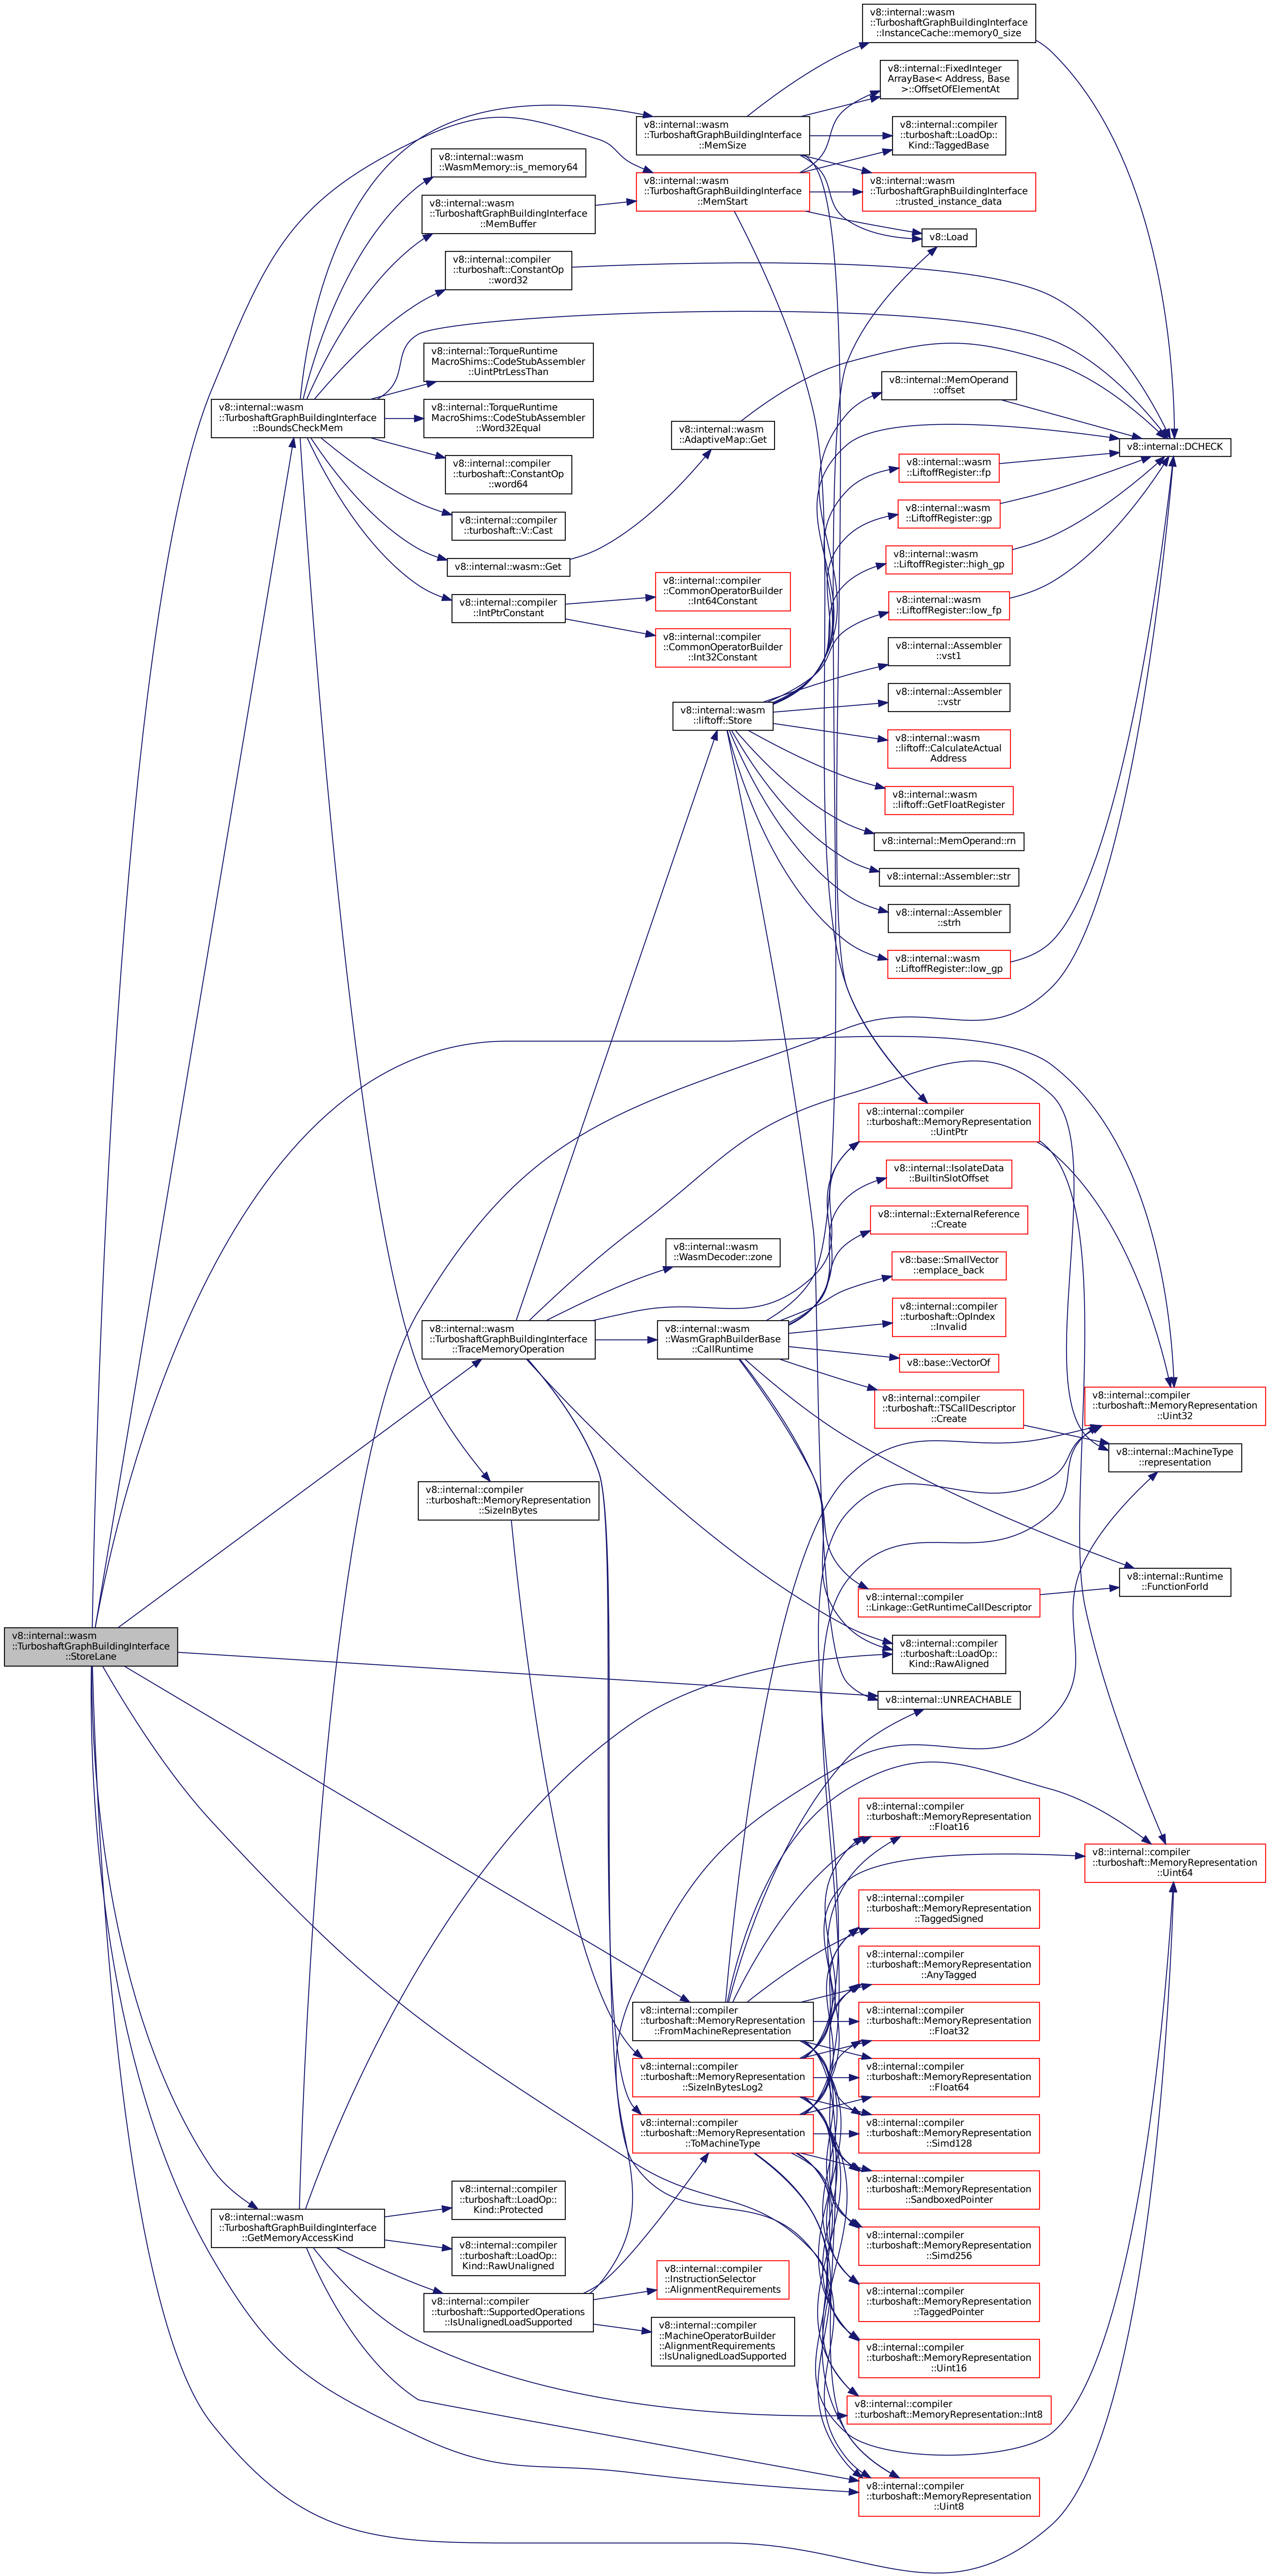 v8::internal::wasm
::TurboshaftGraphBuildingInterface
::InstanceCache::memory0_size
v8::internal::FixedInteger
ArrayBase< Address, Base
>::OffsetOfElementAt
v8::internal::wasm
::TurboshaftGraphBuildingInterface
::MemSize
v8::internal::compiler
::turboshaft::LoadOp::
Kind::TaggedBase
v8::internal::wasm
::WasmMemory::is_memory64
v8::internal::wasm
::TurboshaftGraphBuildingInterface
::MemStart
v8::internal::wasm
::TurboshaftGraphBuildingInterface
::trusted_instance_data
v8::internal::wasm
::TurboshaftGraphBuildingInterface
::MemBuffer
v8::Load
v8::internal::compiler
::turboshaft::ConstantOp
::word32
v8::internal::TorqueRuntime
MacroShims::CodeStubAssembler
::UintPtrLessThan
v8::internal::MemOperand
::offset
v8::internal::wasm
::TurboshaftGraphBuildingInterface
::BoundsCheckMem
v8::internal::TorqueRuntime
MacroShims::CodeStubAssembler
::Word32Equal
v8::internal::wasm
::AdaptiveMap::Get
v8::internal::DCHECK
v8::internal::compiler
::turboshaft::ConstantOp
::word64
v8::internal::wasm
::LiftoffRegister::fp
v8::internal::compiler
::turboshaft::V::Cast
v8::internal::wasm
::LiftoffRegister::gp
v8::internal::wasm::Get
v8::internal::wasm
::LiftoffRegister::high_gp
v8::internal::compiler
::IntPtrConstant
v8::internal::compiler
::CommonOperatorBuilder
::Int64Constant
v8::internal::wasm
::LiftoffRegister::low_fp
v8::internal::compiler
::CommonOperatorBuilder
::Int32Constant
v8::internal::Assembler
::vst1
v8::internal::wasm
::liftoff::Store
v8::internal::Assembler
::vstr
v8::internal::wasm
::liftoff::CalculateActual
Address
v8::internal::wasm
::liftoff::GetFloatRegister
v8::internal::MemOperand::rn
v8::internal::Assembler::str
v8::internal::Assembler
::strh
v8::internal::wasm
::LiftoffRegister::low_gp
v8::internal::compiler
::turboshaft::MemoryRepresentation
::UintPtr
v8::internal::IsolateData
::BuiltinSlotOffset
v8::internal::ExternalReference
::Create
v8::internal::wasm
::WasmDecoder::zone
v8::base::SmallVector
::emplace_back
v8::internal::wasm
::TurboshaftGraphBuildingInterface
::TraceMemoryOperation
v8::internal::wasm
::WasmGraphBuilderBase
::CallRuntime
v8::internal::compiler
::turboshaft::OpIndex
::Invalid
v8::base::VectorOf
v8::internal::compiler
::turboshaft::TSCallDescriptor
::Create
v8::internal::compiler
::turboshaft::MemoryRepresentation
::Uint32
v8::internal::MachineType
::representation
v8::internal::compiler
::turboshaft::MemoryRepresentation
::SizeInBytes
v8::internal::Runtime
::FunctionForId
v8::internal::compiler
::Linkage::GetRuntimeCallDescriptor
v8::internal::wasm
::TurboshaftGraphBuildingInterface
::StoreLane
v8::internal::compiler
::turboshaft::LoadOp::
Kind::RawAligned
v8::internal::UNREACHABLE
v8::internal::compiler
::turboshaft::MemoryRepresentation
::Float16
v8::internal::compiler
::turboshaft::MemoryRepresentation
::Uint64
v8::internal::compiler
::turboshaft::MemoryRepresentation
::TaggedSigned
v8::internal::compiler
::turboshaft::MemoryRepresentation
::AnyTagged
v8::internal::compiler
::turboshaft::MemoryRepresentation
::FromMachineRepresentation
v8::internal::compiler
::turboshaft::MemoryRepresentation
::Float32
v8::internal::compiler
::turboshaft::MemoryRepresentation
::SizeInBytesLog2
v8::internal::compiler
::turboshaft::MemoryRepresentation
::Float64
v8::internal::compiler
::turboshaft::MemoryRepresentation
::ToMachineType
v8::internal::compiler
::turboshaft::MemoryRepresentation
::Simd128
v8::internal::compiler
::turboshaft::MemoryRepresentation
::SandboxedPointer
v8::internal::compiler
::turboshaft::LoadOp::
Kind::Protected
v8::internal::wasm
::TurboshaftGraphBuildingInterface
::GetMemoryAccessKind
v8::internal::compiler
::turboshaft::LoadOp::
Kind::RawUnaligned
v8::internal::compiler
::turboshaft::MemoryRepresentation
::Simd256
v8::internal::compiler
::turboshaft::SupportedOperations
::IsUnalignedLoadSupported
v8::internal::compiler
::InstructionSelector
::AlignmentRequirements
v8::internal::compiler
::turboshaft::MemoryRepresentation
::TaggedPointer
v8::internal::compiler
::MachineOperatorBuilder
::AlignmentRequirements
::IsUnalignedLoadSupported
v8::internal::compiler
::turboshaft::MemoryRepresentation
::Uint16
v8::internal::compiler
::turboshaft::MemoryRepresentation::Int8
v8::internal::compiler
::turboshaft::MemoryRepresentation
::Uint8